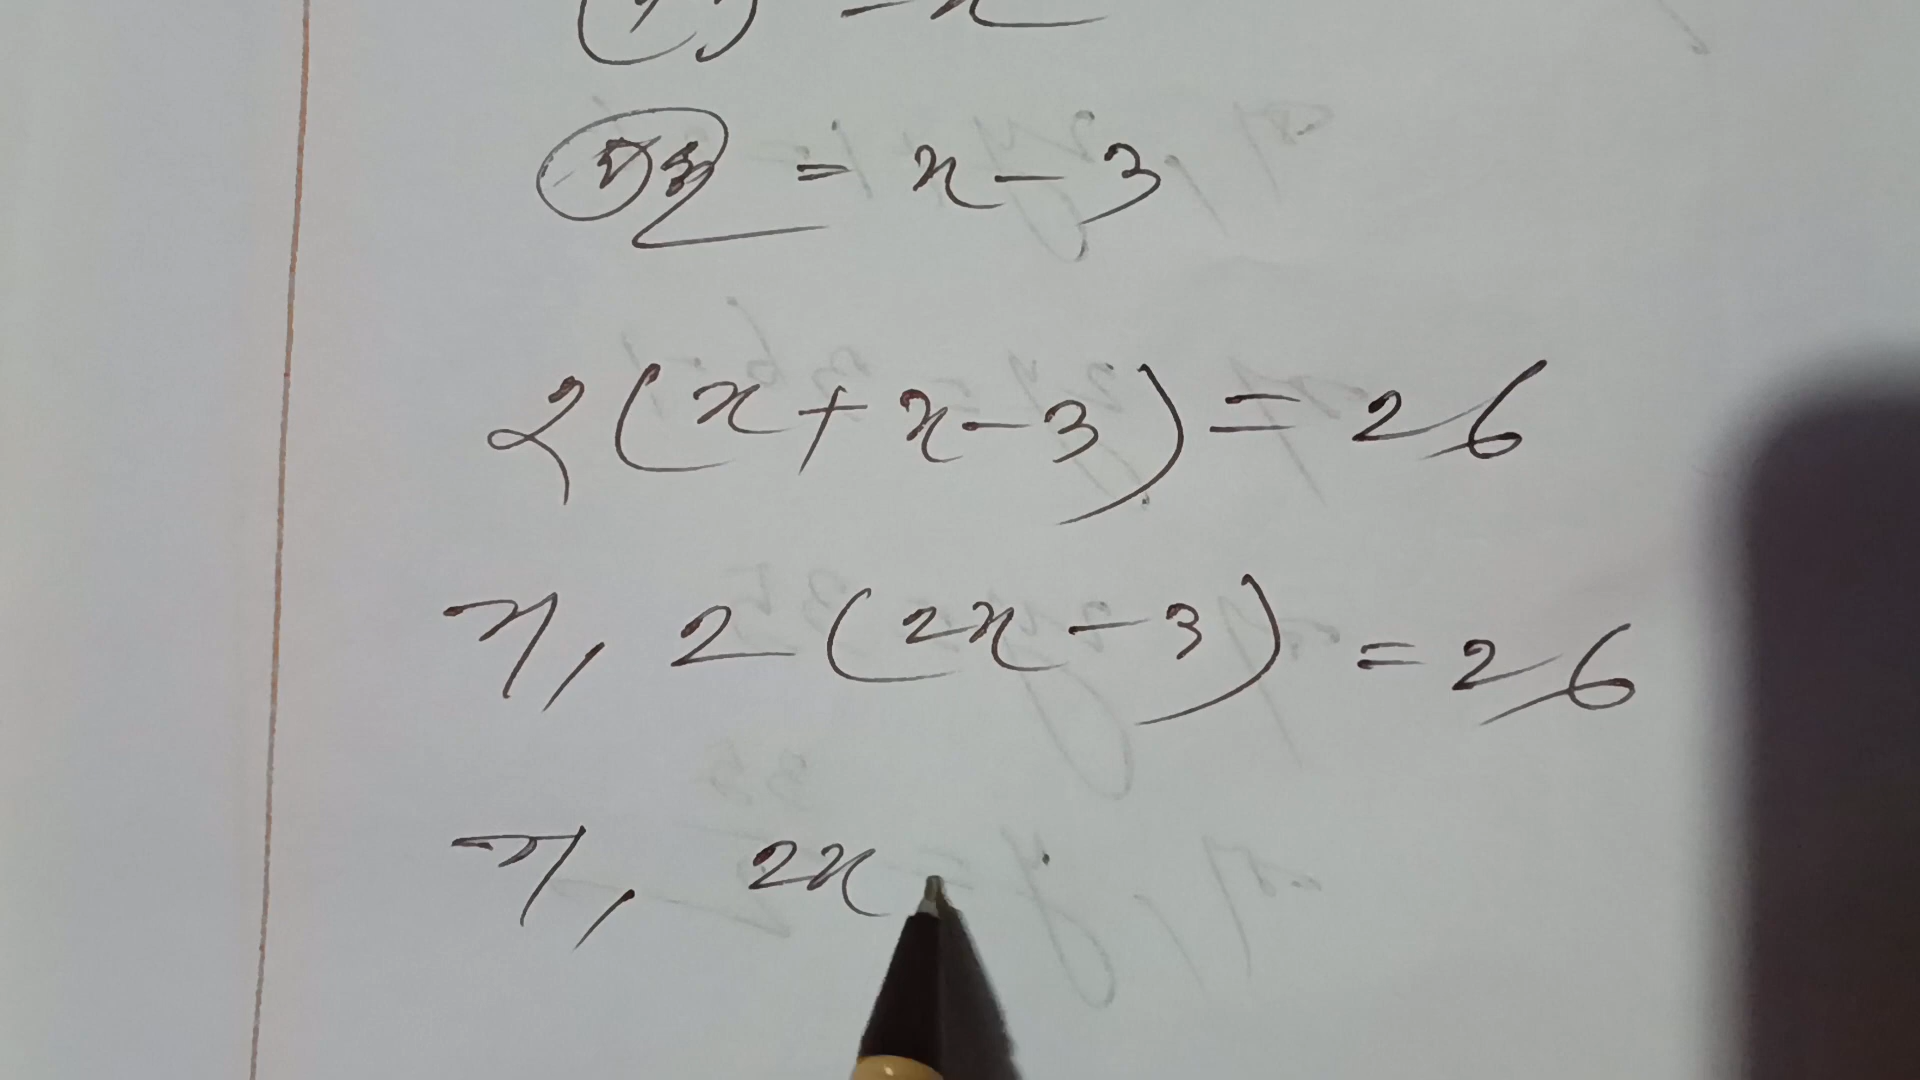 = x
= x - 3
2 ( x + x - 3 ) = 26
বা, 2 ( 2x - 3 ) = 26
বা, 2x